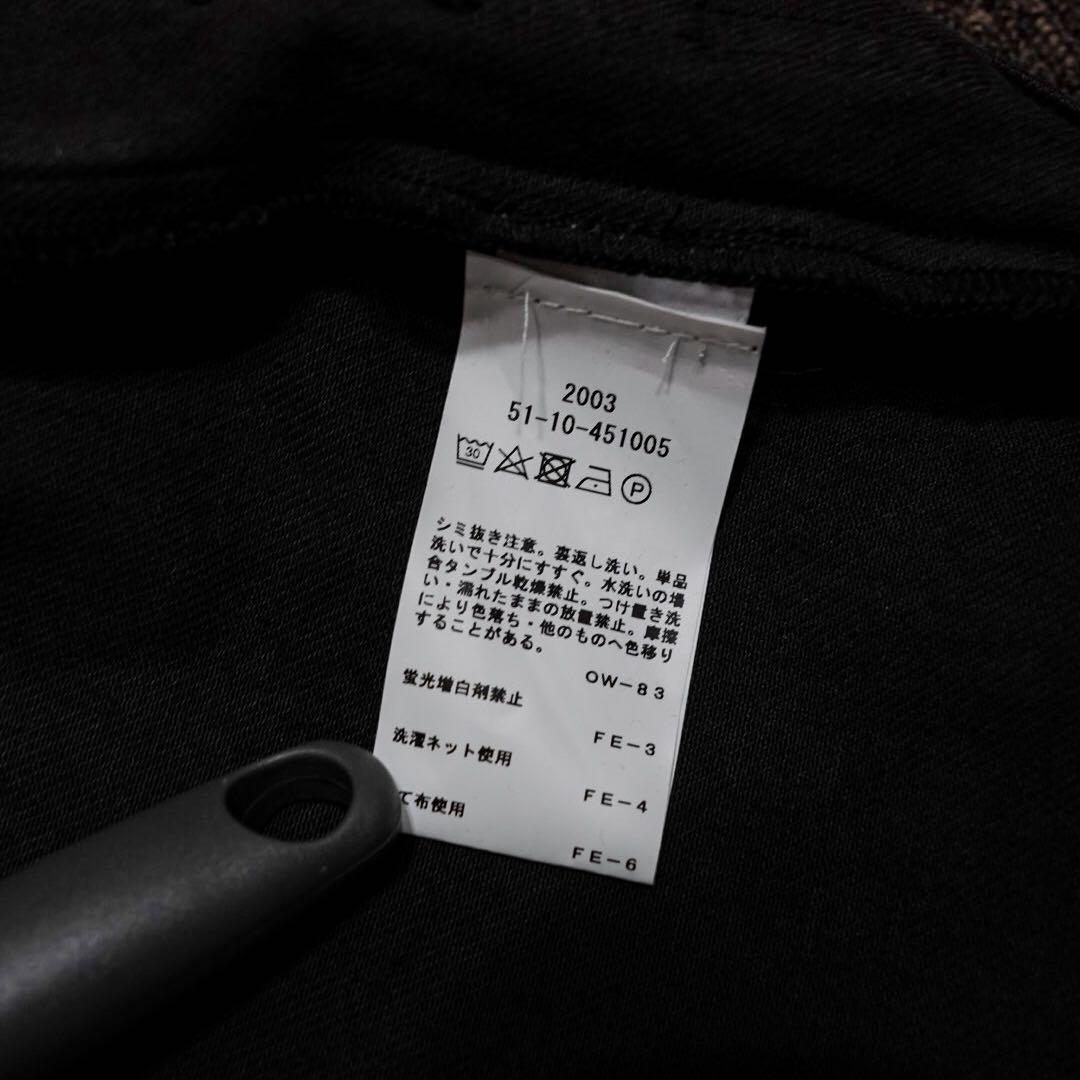 2003
51-10-451005
30
P
シミ抜き注意。裏返し洗い。単品
洗いで十分にすすぐ。水洗いの場
合タンブル乾燥禁止。つけ置き洗
い・濡れたままの放置禁止。摩擦
により色落ち・他のものへ色移り
することがある。
OW-83
蛍光増白剤禁止
FE-3
洗濯ネット使用
FE-4
て布使用
FE-6